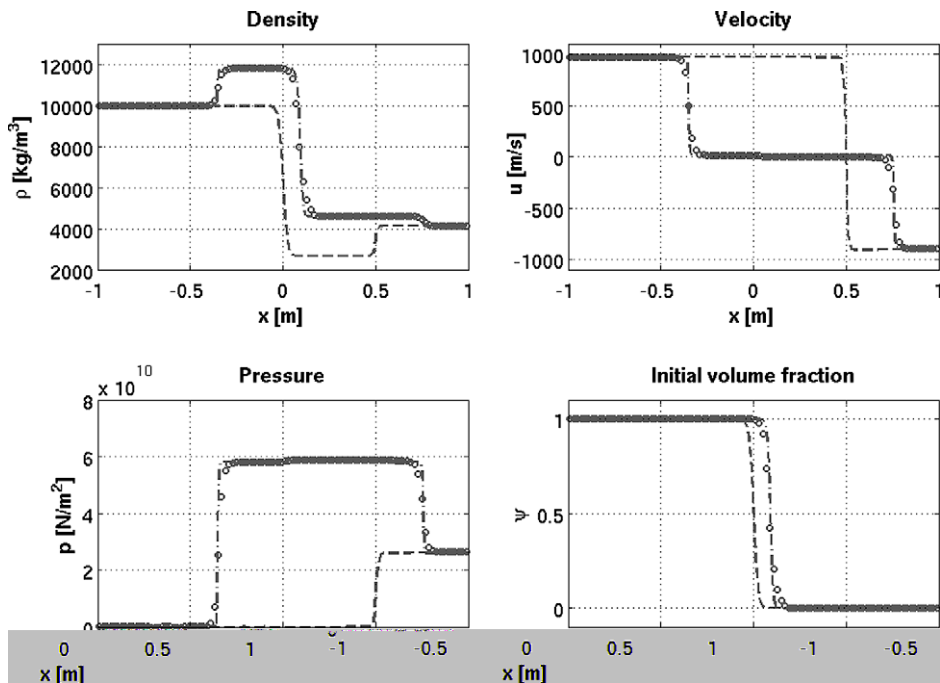 Density
12000
10000
8000
6000
4000
2000
ρ [kg/m³]
-1 -0.5 0 0.5 1
x [m]
Velocity
1000
500
0
-500
-1000
u [m/s]
-1 -0.5 0 0.5 1
x [m]
Pressure
x 10¹⁰
8
6
4
2
0
p [N/m²]
0 0.5 1 -1 -0.5
x [m]
Initial volume fraction
1
0.5
0
ψ
0 0.5 1 -1 -0.5
x [m]